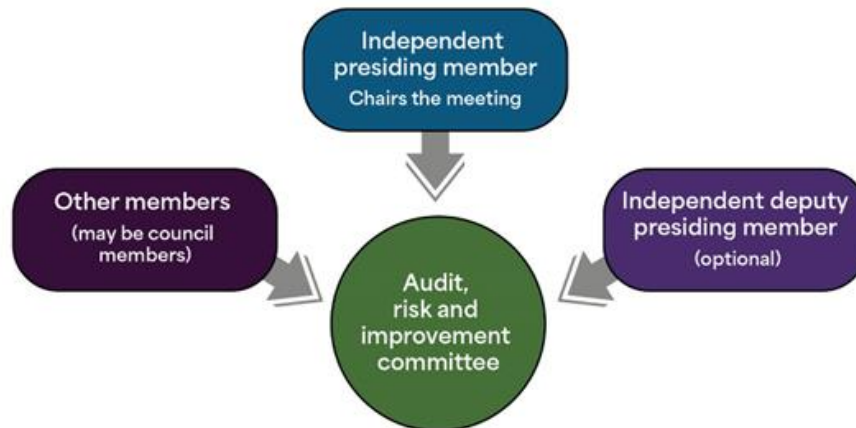 Independent
presiding member
Chairs the meeting
Other members
(may be council
members)
Independent deputy
presiding member
(optional)
Audit,
risk and
improvement
committee